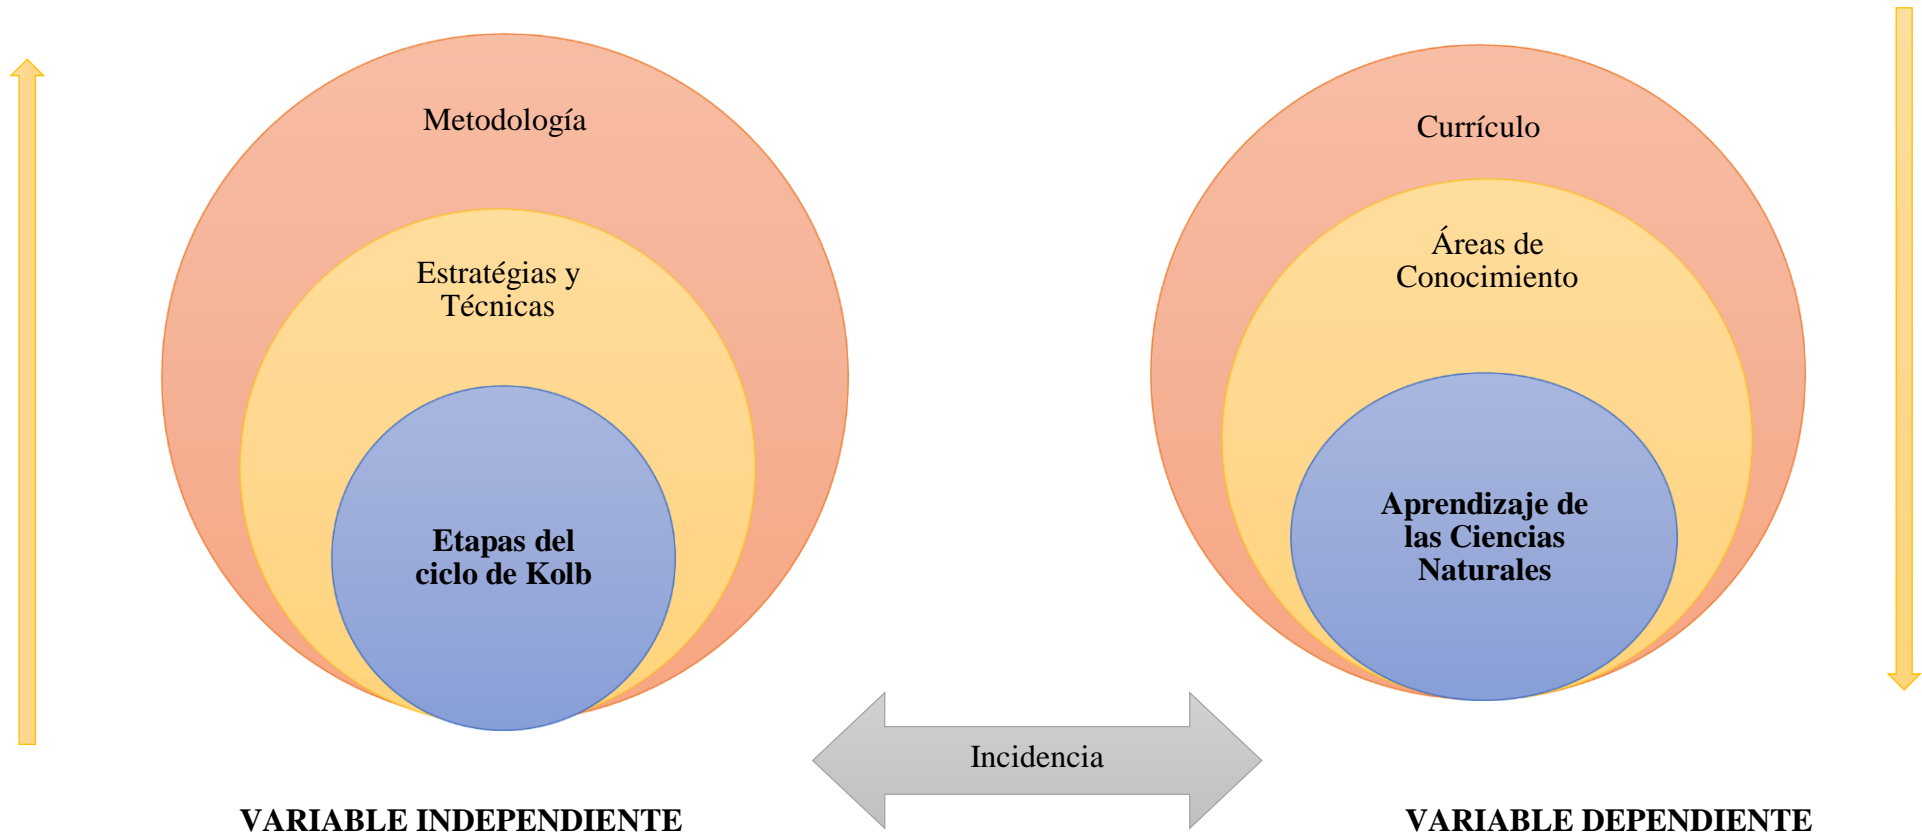 Metodología
Estratégias y
Técnicas
Etapas del
ciclo de Kolb
Currículo
Áreas de
Conocimiento
Aprendizaje de
las Ciencias
Naturales
Incidencia
VARIABLE INDEPENDIENTE
VARIABLE DEPENDIENTE